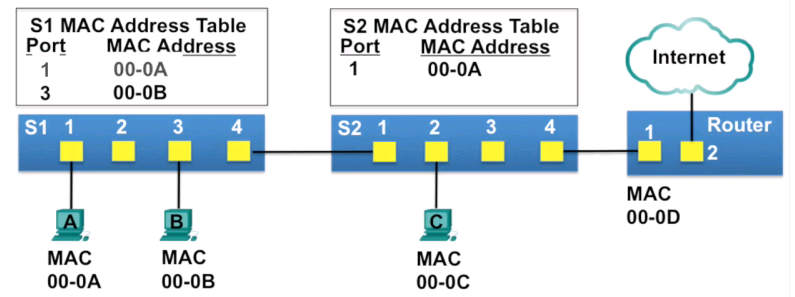 S1 MAC Address Table
Port MAC Address
1 00-0A
3 00-0B
S2 MAC Address Table
Port MAC Address
1 00-0A
Internet
S1 1 2 3 4
S2 1 2 3 4
1 Router
2
A
B
C
MAC
00-0A
MAC
00-0B
MAC
00-0C
MAC
00-0D